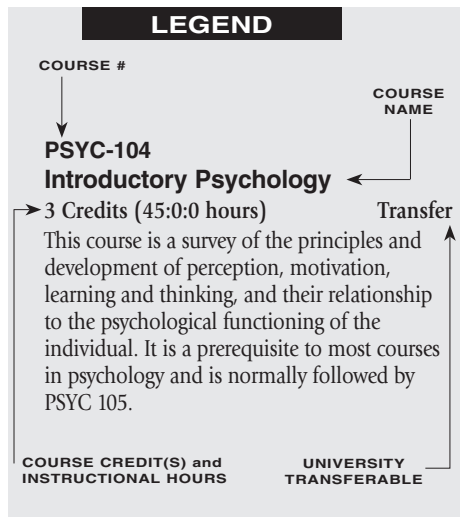 LEGEND
COURSE #
COURSE
NAME
PSYC-104
Introductory Psychology
3 Credits (45:0:0 hours) Transfer
This course is a survey of the principles and
development of perception, motivation,
learning and thinking, and their relationship
to the psychological functioning of the
individual. It is a prerequisite to most courses
in psychology and is normally followed by
PSYC 105.
COURSE CREDIT(S) and
INSTRUCTIONAL HOURS
UNIVERSITY
TRANSFERABLE